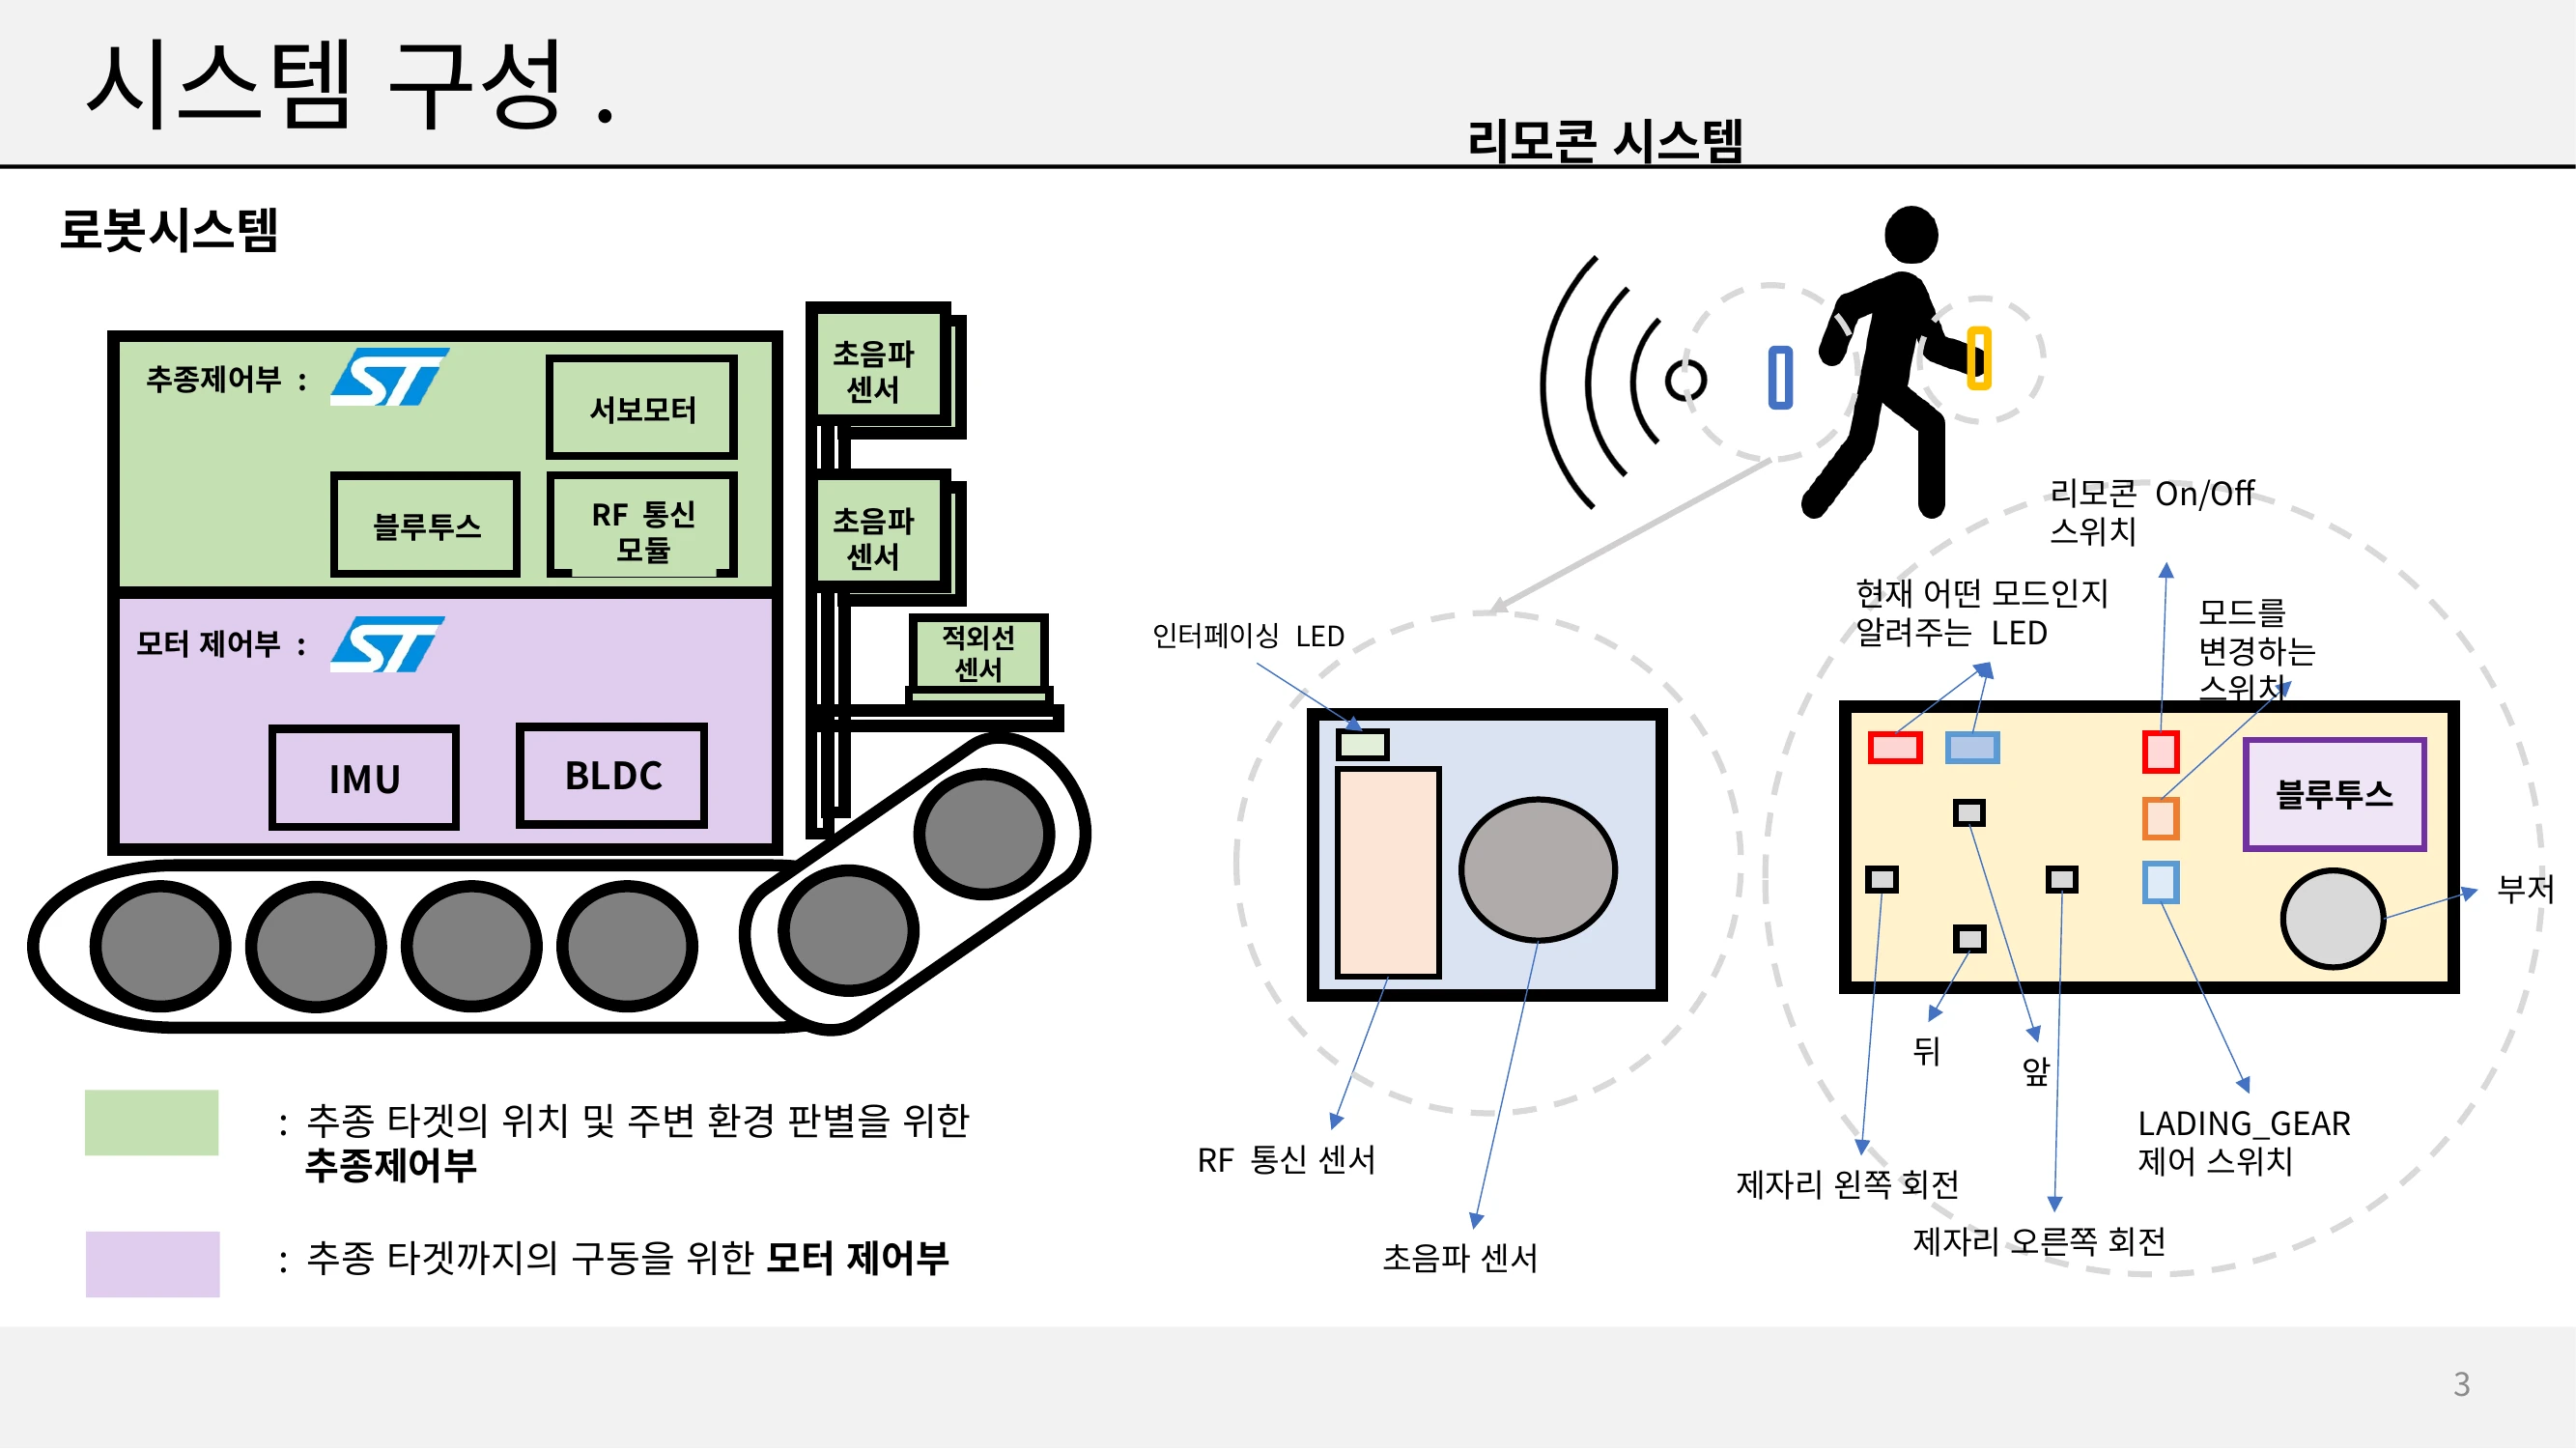 시스템 구성 .
리모콘 시스템
로봇시스템
추종제어부 :
ST
서보모터
블루투스
RF 통신
모듈
초음파
센서
초음파
센서
적외선
센서
모터 제어부 :
ST
IMU
BLDC
: 추종 타겟의 위치 및 주변 환경 판별을 위한
추종제어부
: 추종 타겟까지의 구동을 위한 모터 제어부
인터페이싱 LED
RF 통신 센서
초음파 센서
리모콘 On/Off
스위치
현재 어떤 모드인지
알려주는 LED
모드를
변경하는
스위치
블루투스
부저
뒤
앞
LADING_GEAR
제어 스위치
제자리 왼쪽 회전
제자리 오른쪽 회전
3